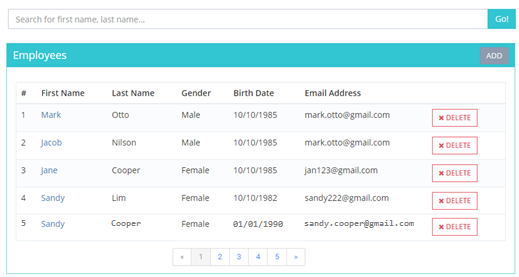 Search for first name, last name... Go!
Employees ADD
# First Name Last Name Gender Birth Date Email Address
1 Mark Otto Male 10/10/1985 mark.otto@gmail.com × DELETE
2 Jacob Nilson Male 10/10/1985 mark.otto@gmail.com × DELETE
3 Jane Cooper Female 10/10/1985 jan123@gmail.com × DELETE
4 Sandy Lim Female 10/10/1982 sandy222@gmail.com × DELETE
5 Sandy Cooper Female 01/01/1990 sandy.cooper@gmail.com × DELETE
« 1 2 3 4 5 »